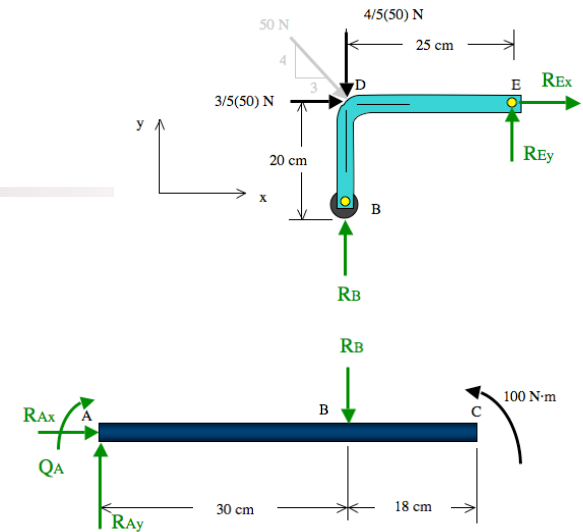 4/5(50) N
50 N
25 cm
4
3
D
E
REx
3/5(50) N
y
REy
20 cm
x
B
RB
RB
100 N·m
RAx
A
B
C
QA
30 cm
18 cm
RAy